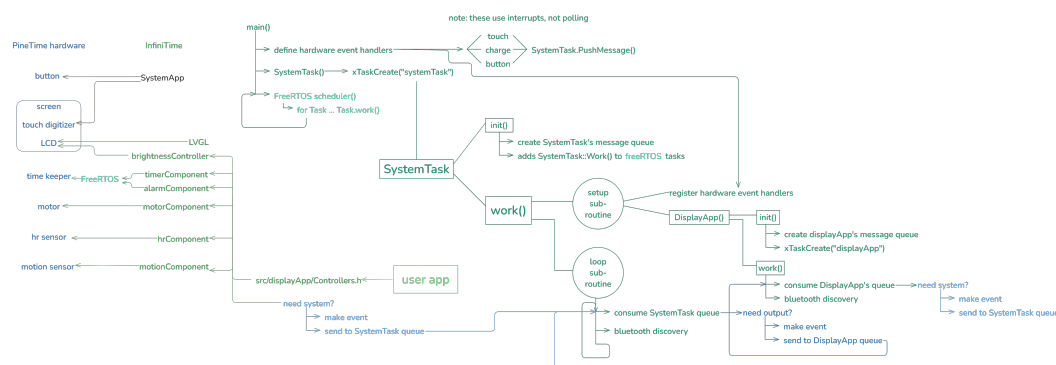 note: these use interrupts, not polling
main()
touch
PineTime hardware
InfiniTime
define hardware event handlers
charge
SystemTask.PushMessage()
button
SystemTask()
xTaskCreate("systemTask")
button
SystemApp
FreeRTOS scheduler()
screen
for Task ... Task.work()
touch digitizer
init()
LCD
LVGL
create SystemTask's message queue
brightnessController
adds SystemTask::Work() to freeRTOS tasks
SystemTask
time keeper
FreeRTOS
timerComponent
alarmComponent
setup
sub-
routine
register hardware event handlers
motor
motorComponent
work()
DisplayApp()
init()
create displayApp's message queue
hr sensor
hrComponent
xTaskCreate("displayApp")
loop
sub-
routine
motion sensor
motionComponent
work()
src/displayApp/Controllers.h
user app
consume DisplayApp's queue
need system?
bluetooth discovery
make event
need system?
make event
consume SystemTask queue
need output?
send to SystemTask queue
send to SystemTask queue
bluetooth discovery
make event
send to DisplayApp queue